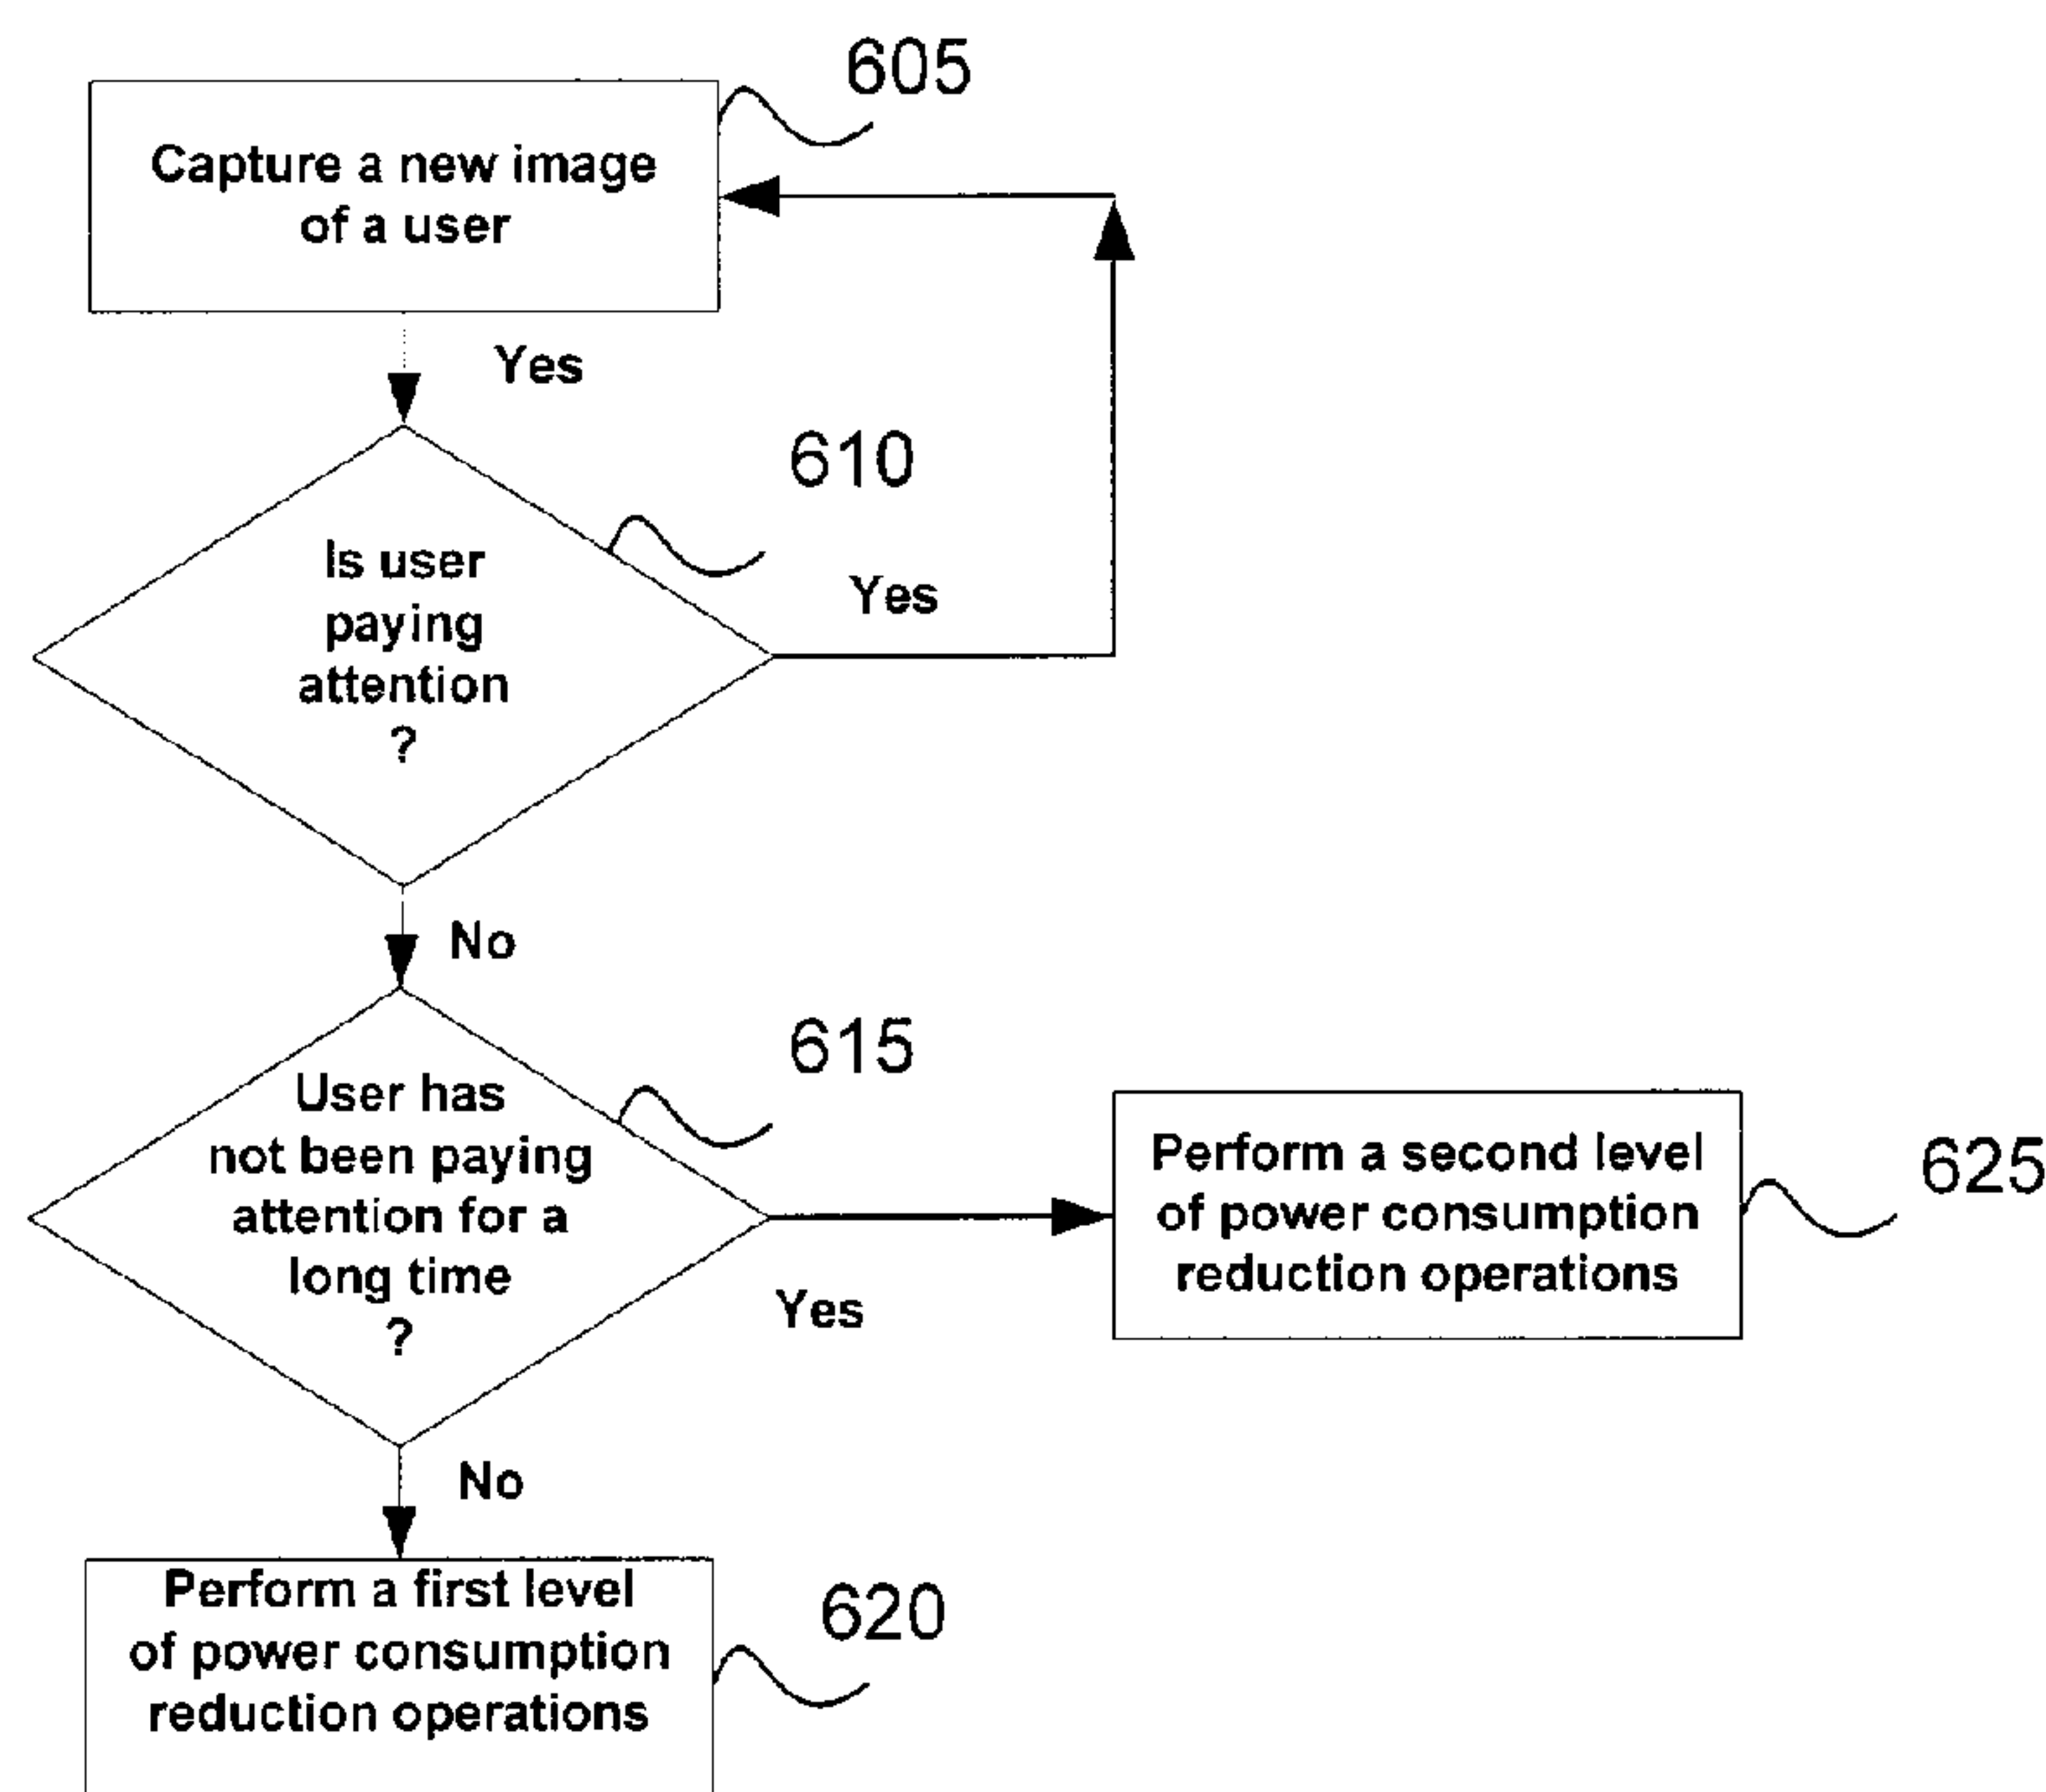 605
Capture a new image
of a user
Yes
610
Is user
paying
attention
?
Yes
No
615
User has
not been paying
attention for a
long time
?
Yes
Perform a second level
of power consumption
reduction operations
625
No
Perform a first level
of power consumption
reduction operations
620